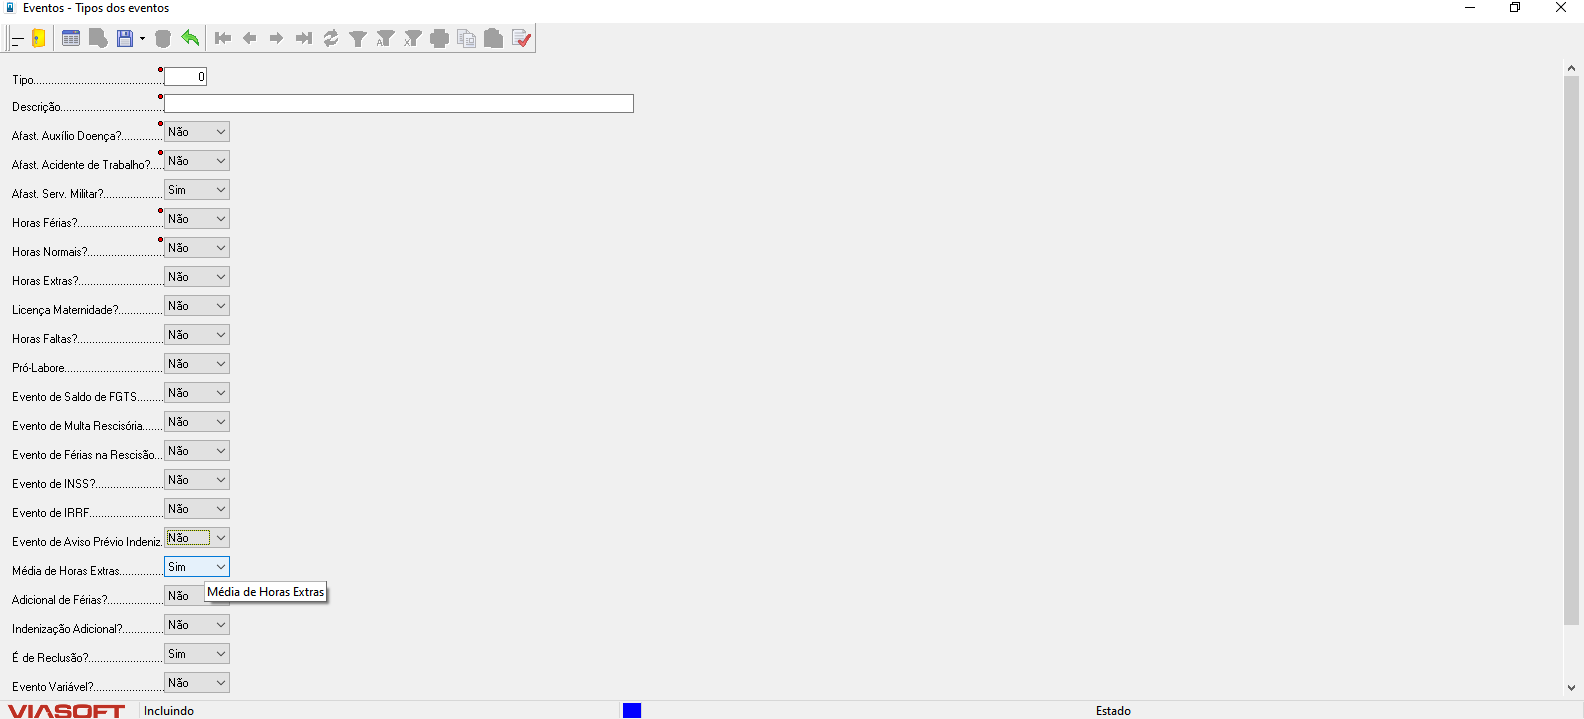 Eventos - Tipos dos eventos
Tipo 0
Descrição
Afast. Auxílio Doença? Não
Afast. Acidente de Trabalho? Não
Afast. Serv. Militar? Sim
Horas Férias? Não
Horas Normais? Não
Horas Extras? Não
Licença Maternidade? Não
Horas Faltas? Não
Pró-Labore Não
Evento de Saldo de FGTS Não
Evento de Multa Rescisória Não
Evento de Férias na Rescisão Não
Evento de INSS? Não
Evento de IRRF Não
Evento de Aviso Prévio Indeniz. Não
Média de Horas Extras Sim
Média de Horas Extras
Adicional de Férias? Não
Indenização Adicional? Não
É de Reclusão? Sim
Evento Variável? Não
VIASOFT Incluindo Estado